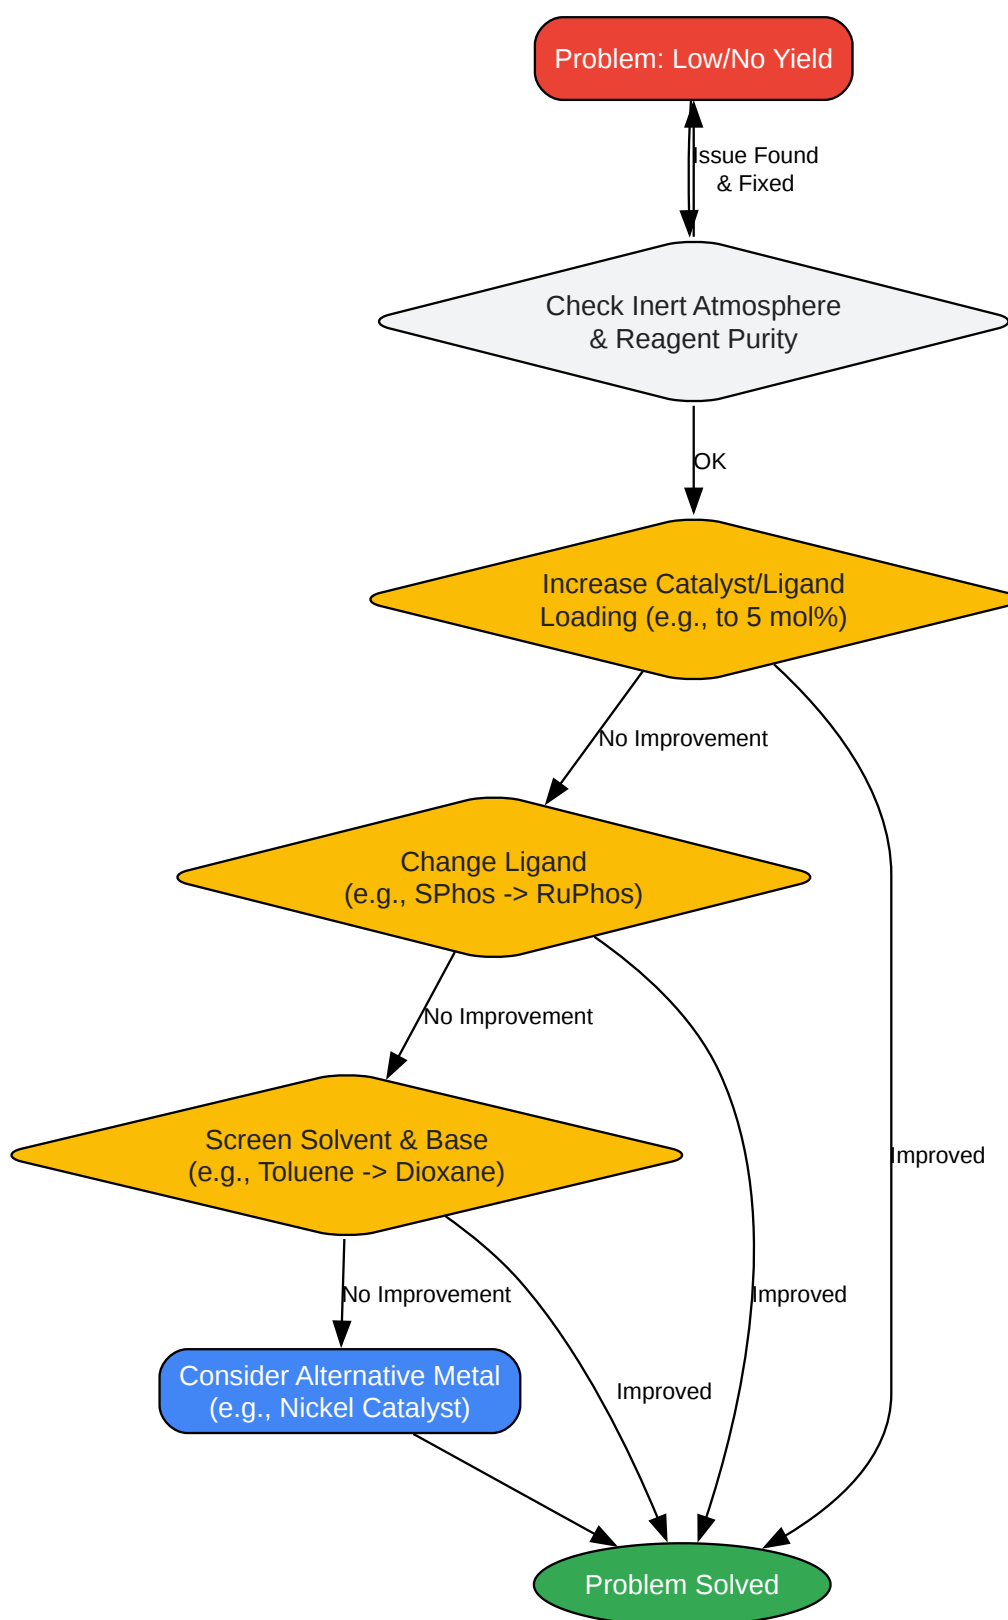 Problem: Low/No Yield
Issue Found
& Fixed
Check Inert Atmosphere
& Reagent Purity
OK
Increase Catalyst/Ligand
Loading (e.g., to 5 mol%)
No Improvement
Change Ligand
(e.g., SPhos -> RuPhos)
No Improvement
Screen Solvent & Base
(e.g., Toluene -> Dioxane)
Improved
No Improvement
Improved
Consider Alternative Metal
(e.g., Nickel Catalyst)
Improved
Problem Solved